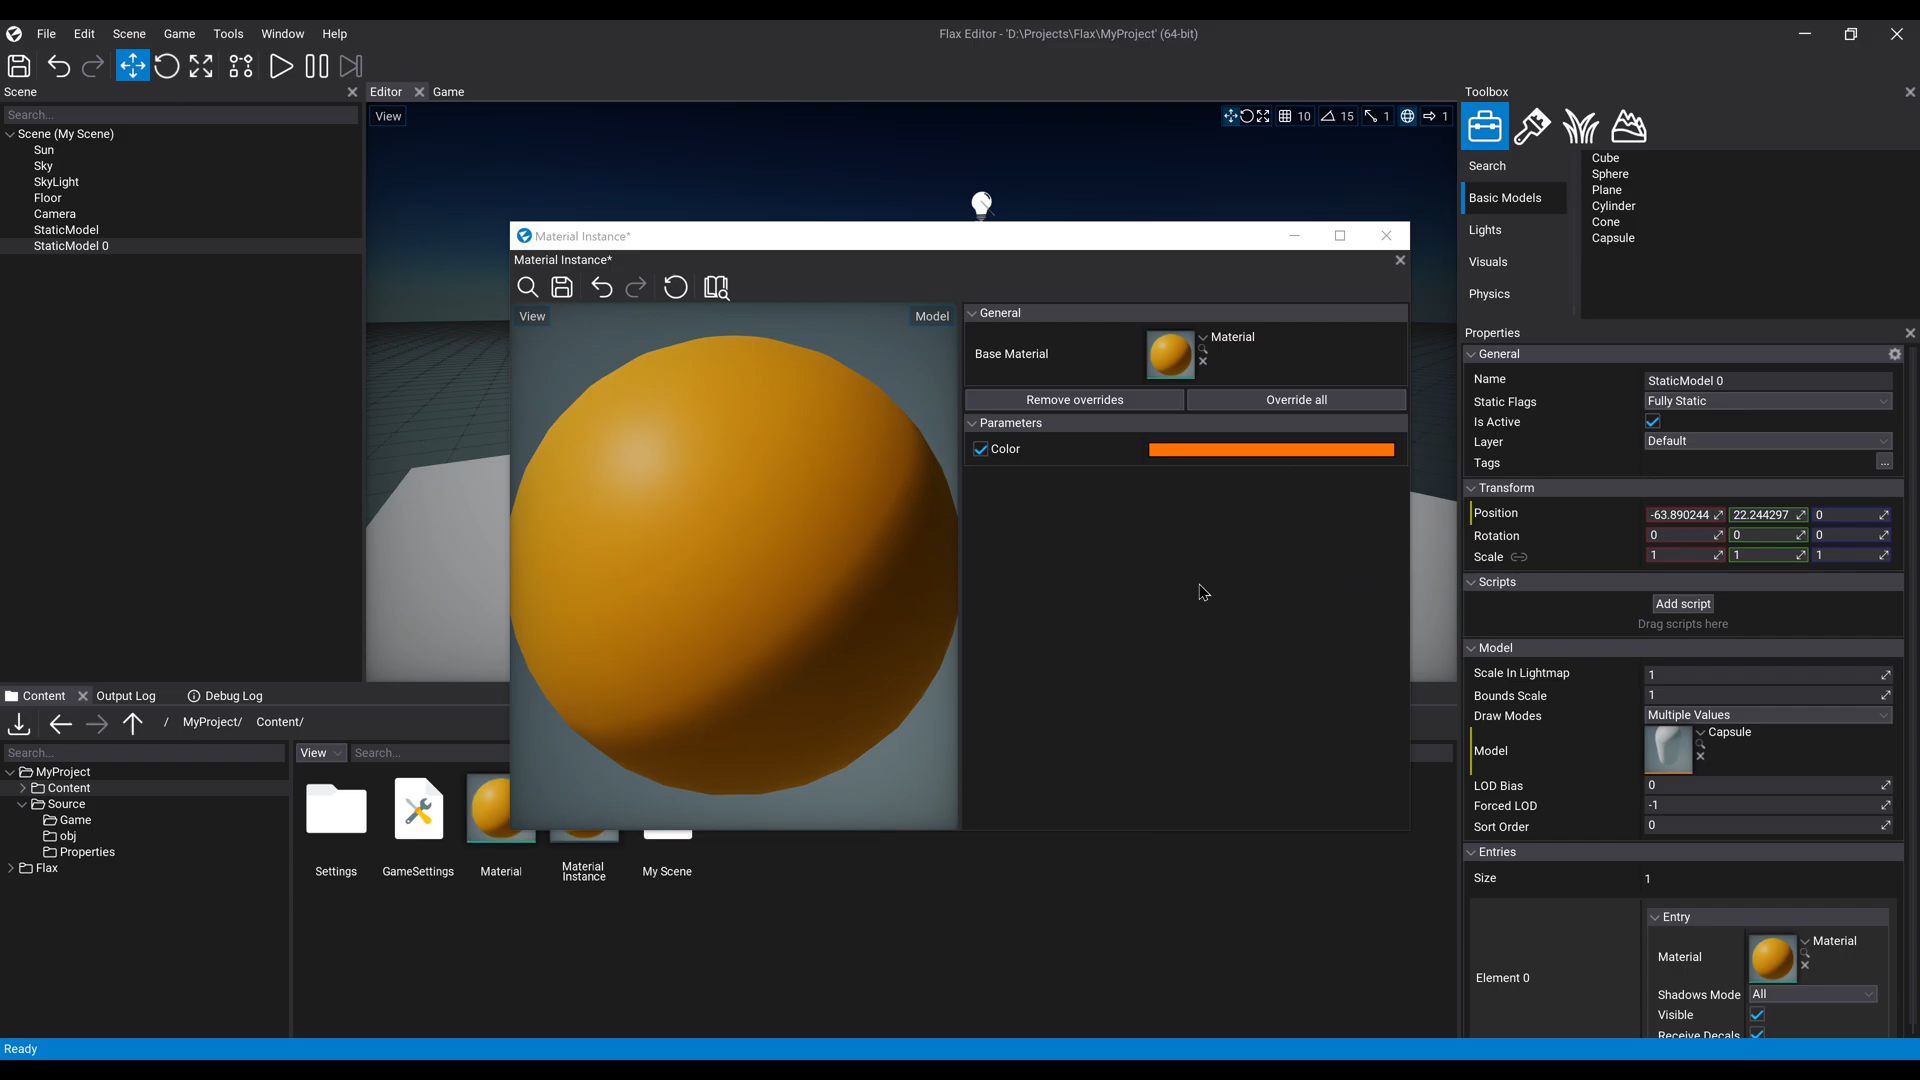 File Edit Scene Game Tools Window Help
Flax Editor - 'D:\Projects\Flax\MyProject' (64-bit)
Scene
Search...
Scene (My Scene)
Sun
Sky
SkyLight
Floor
Camera
StaticModel
StaticModel 0
Editor Game
View
10 15 1 1
Material Instance*
Material Instance*
View Model
General
Base Material
Material
Remove overrides Override all
Parameters
Color
Toolbox
Search
Basic Models
Lights
Visuals
Physics
Cube
Sphere
Plane
Cylinder
Cone
Capsule
Properties
General
Name StaticModel 0
Static Flags Fully Static
Is Active
Layer Default
Tags ...
Transform
Position -63.890244 22.244297 0
Rotation 0 0 0
Scale 1 1 1
Scripts
Add script
Drag scripts here
Model
Scale In Lightmap 1
Bounds Scale 1
Draw Modes Multiple Values
Model Capsule
LOD Bias 0
Forced LOD -1
Sort Order 0
Entries
Size 1
Element 0
Entry
Material Material
Shadows Mode All
Visible
Receive Decals
Content Output Log Debug Log
/ MyProject/ Content/
Search...
MyProject
Content
Source
Game
obj
Properties
Flax
View Search...
Settings
GameSettings
Material
Material
Instance
My Scene
Ready